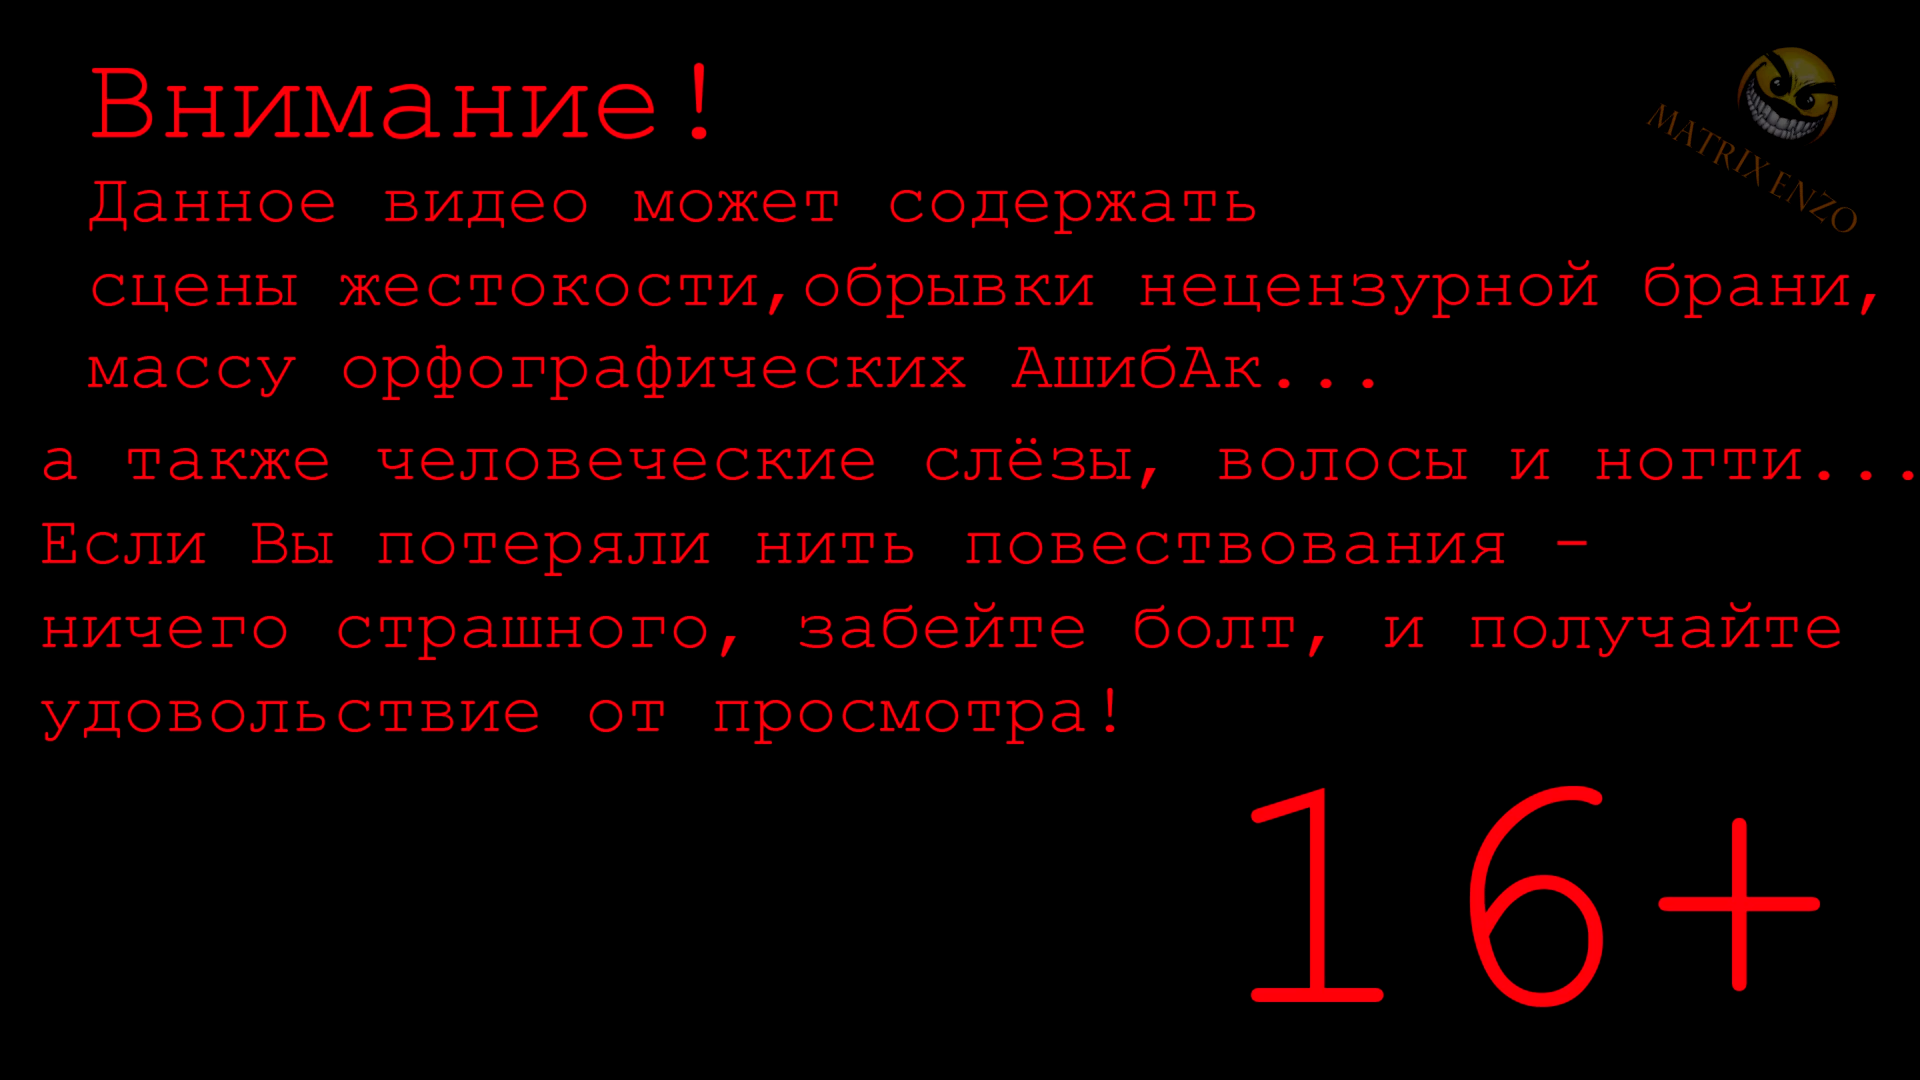 Внимание!
MATRIX ENZO
Данное видео может содержать
сцены жестокости,обрывки нецензурной брани,
массу орфографических АшибАк...
а также человеческие слёзы, волосы и ногти...
Если Вы потеряли нить повествования -
ничего страшного, забейте болт, и получайте
удовольствие от просмотра!
16+